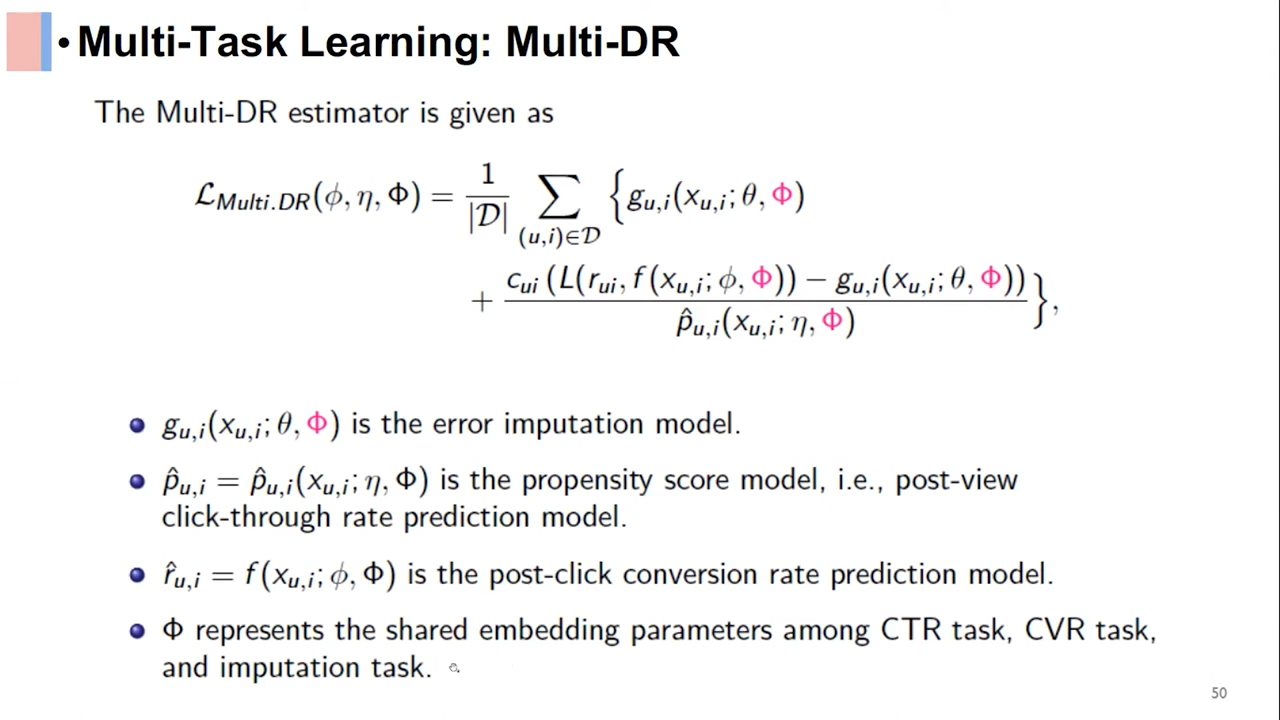 • Multi-Task Learning: Multi-DR
The Multi-DR estimator is given as
ℒ_{Multi.DR}(ϕ, η, Φ) = \frac{1}{|𝒟|} ∑_{(u,i)∈𝒟} { g_{u,i}(x_{u,i}; θ, Φ)
+ \frac{c_{ui} (L(r_{ui}, f(x_{u,i}; ϕ, Φ)) − g_{u,i}(x_{u,i}; θ, Φ))}{p̂_{u,i}(x_{u,i}; η, Φ)} },
• g_{u,i}(x_{u,i}; θ, Φ) is the error imputation model.
• p̂_{u,i} = p̂_{u,i}(x_{u,i}; η, Φ) is the propensity score model, i.e., post-view
click-through rate prediction model.
• r̂_{u,i} = f(x_{u,i}; ϕ, Φ) is the post-click conversion rate prediction model.
• Φ represents the shared embedding parameters among CTR task, CVR task,
and imputation task.
50